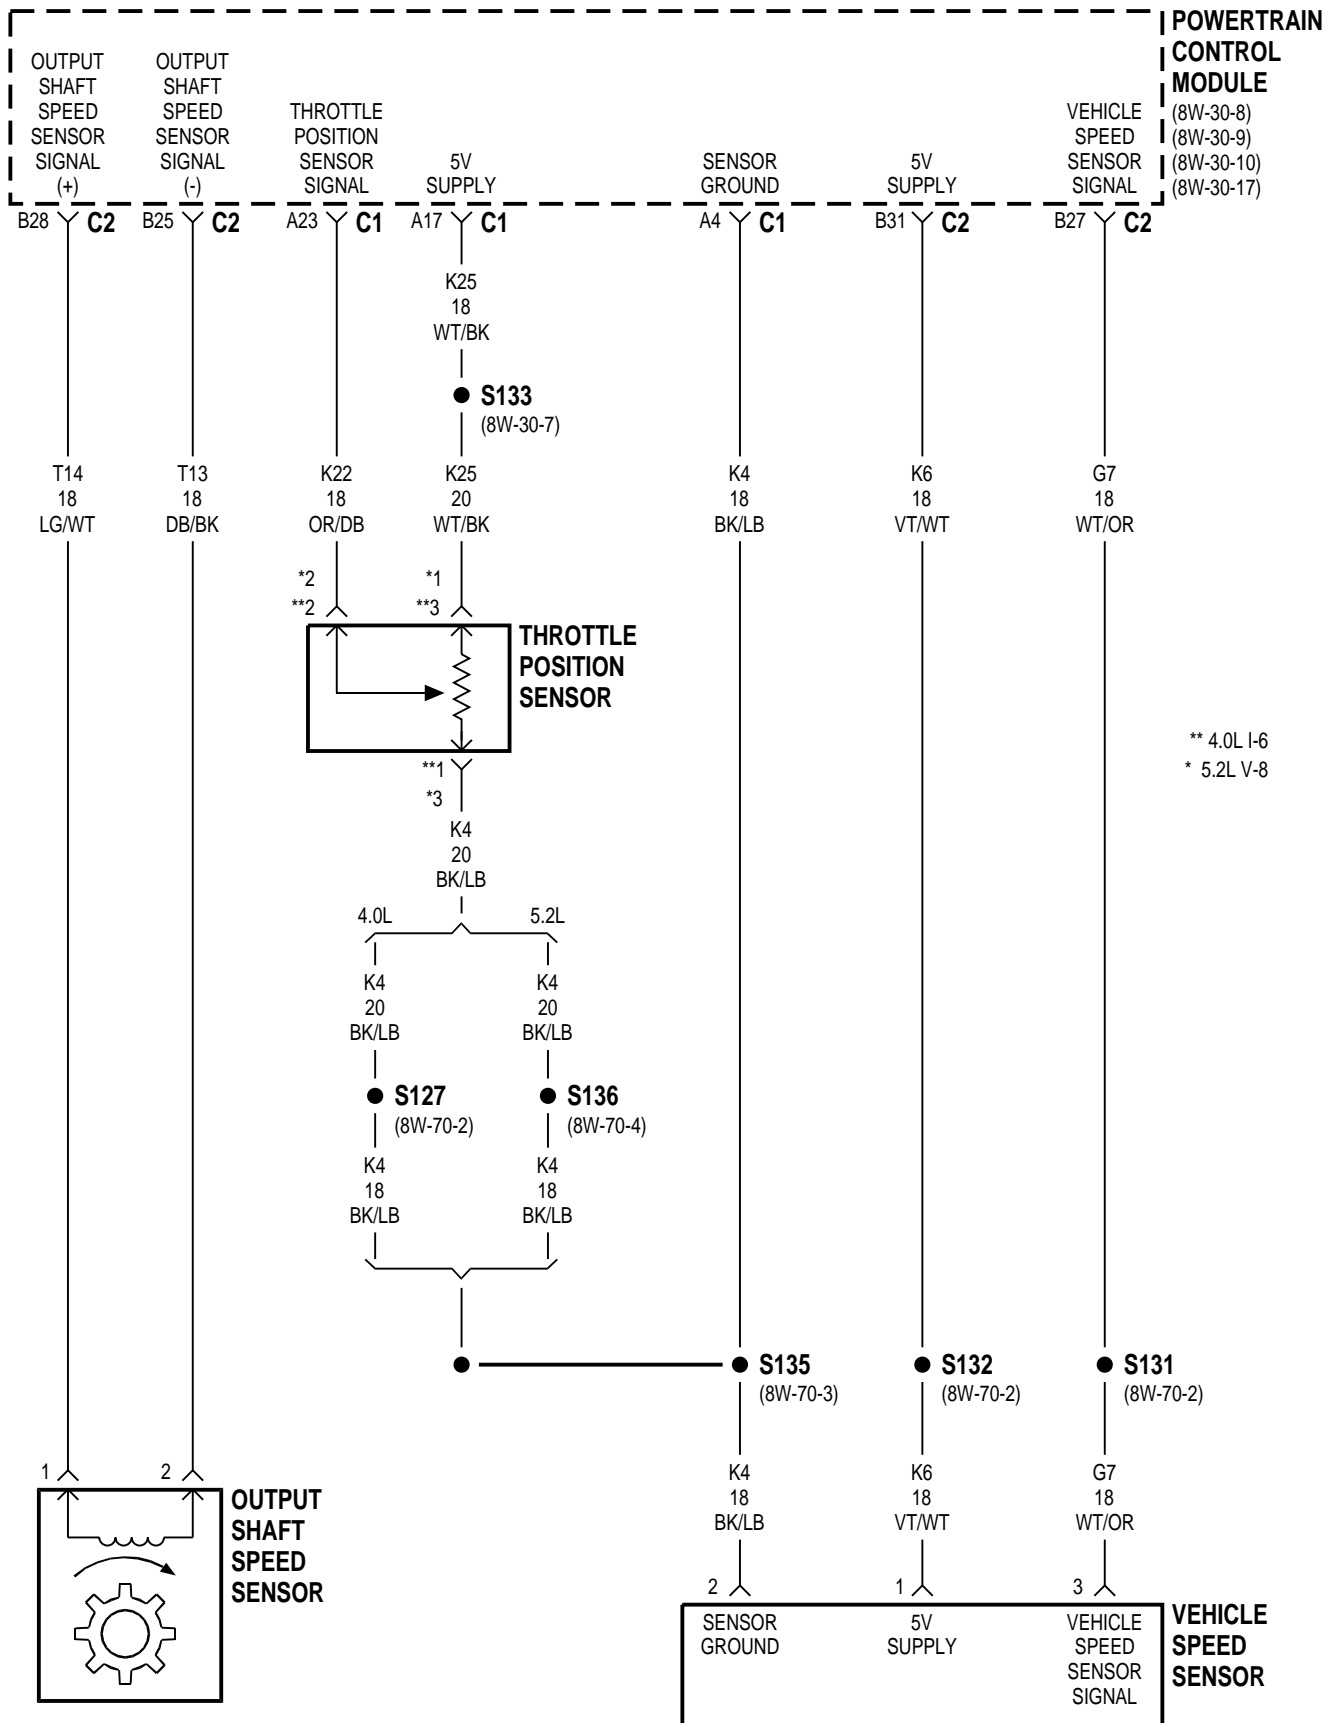 POWERTRAIN
CONTROL
MODULE
(8W-30-8)
(8W-30-9)
(8W-30-10)
(8W-30-17)
OUTPUT
SHAFT
SPEED
SENSOR
SIGNAL
(+)
OUTPUT
SHAFT
SPEED
SENSOR
SIGNAL
(-)
THROTTLE
POSITION
SENSOR
SIGNAL
5V
SUPPLY
SENSOR
GROUND
5V
SUPPLY
VEHICLE
SPEED
SENSOR
SIGNAL
B28 C2
B25 C2
A23 C1
A17 C1
A4 C1
B31 C2
B27 C2
K25
18
WT/BK
S133
(8W-30-7)
T14
18
LG/WT
T13
18
DB/BK
K22
18
OR/DB
K25
20
WT/BK
K4
18
BK/LB
K6
18
VT/WT
G7
18
WT/OR
*2
**2
*1
**3
THROTTLE
POSITION
SENSOR
** 4.0L I-6
* 5.2L V-8
**1
*3
K4
20
BK/LB
4.0L
5.2L
K4
20
BK/LB
K4
20
BK/LB
S127
(8W-70-2)
S136
(8W-70-4)
K4
18
BK/LB
K4
18
BK/LB
S135
(8W-70-3)
S132
(8W-70-2)
S131
(8W-70-2)
1
2
OUTPUT
SHAFT
SPEED
SENSOR
K4
18
BK/LB
K6
18
VT/WT
G7
18
WT/OR
2
1
3
SENSOR
GROUND
5V
SUPPLY
VEHICLE
SPEED
SENSOR
SIGNAL
VEHICLE
SPEED
SENSOR